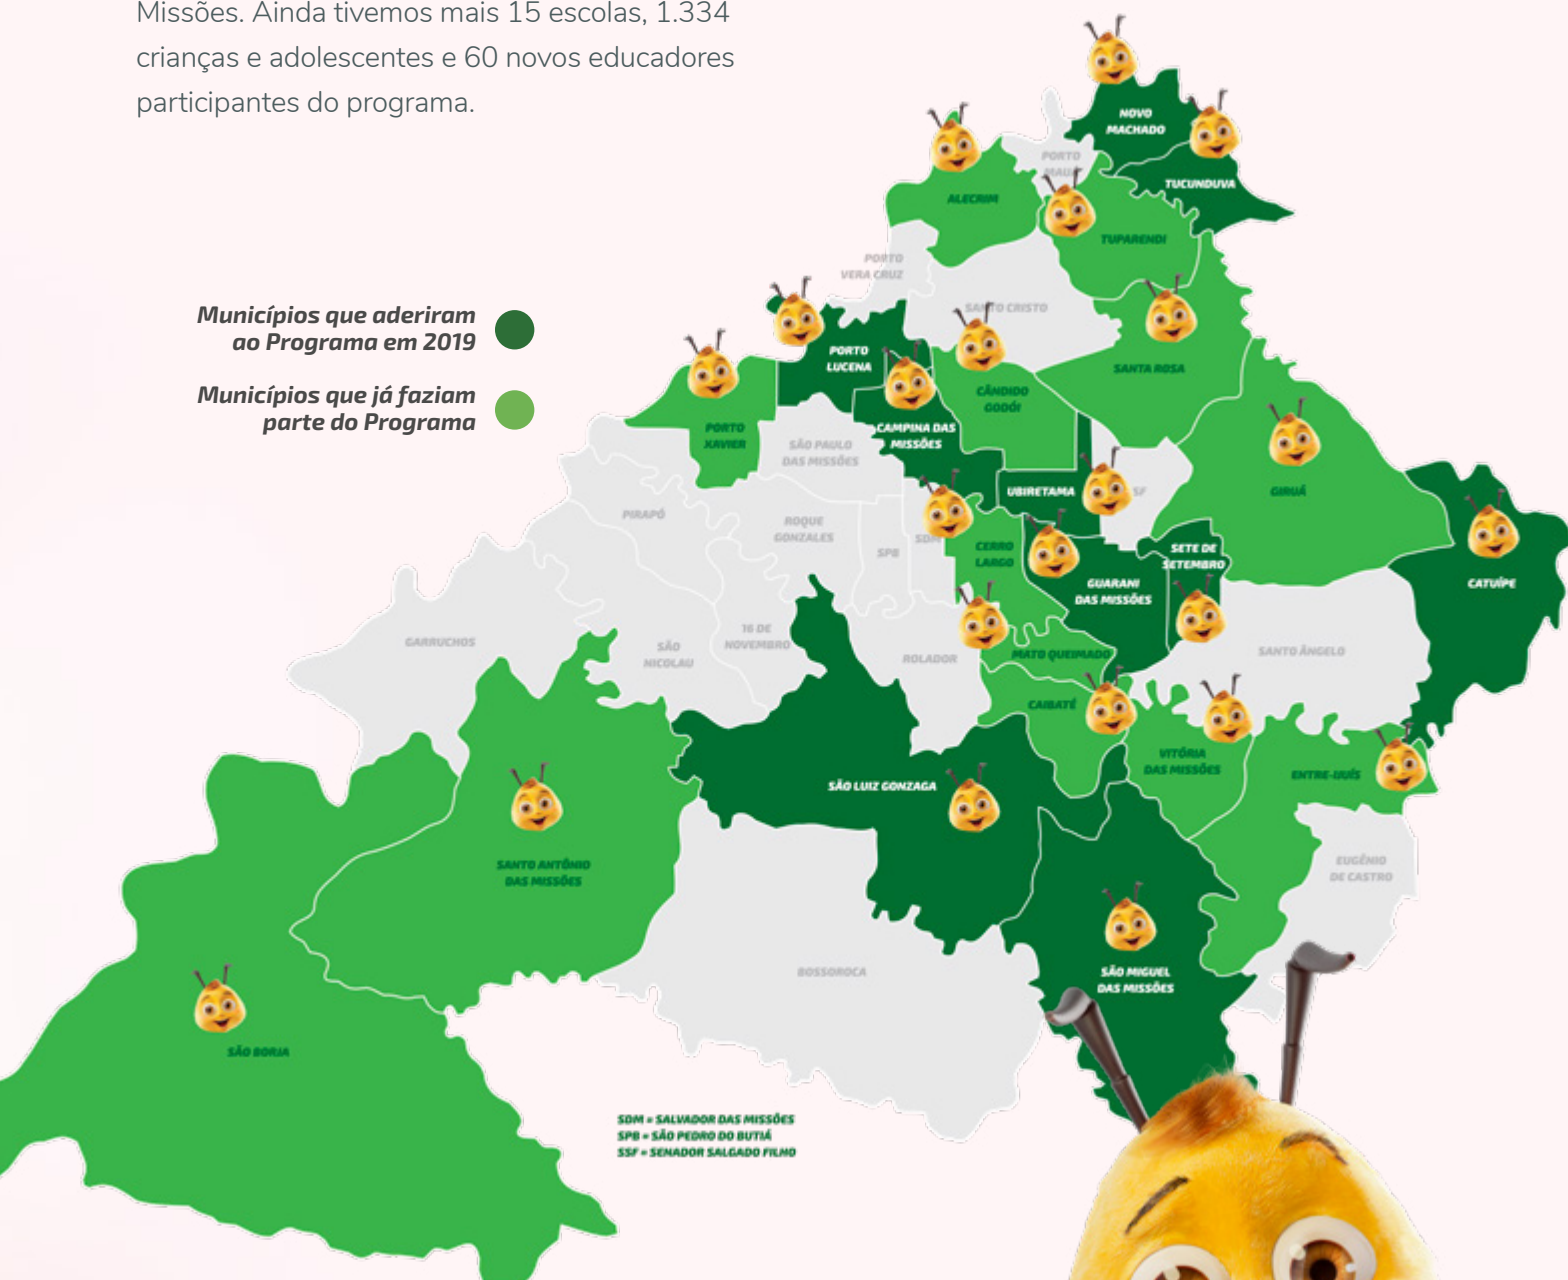 Missões. Ainda tivemos mais 15 escolas, 1.334
crianças e adolescentes e 60 novos educadores
participantes do programa.
Municípios que aderiram
ao Programa em 2019
Municípios que já faziam
parte do Programa
NOVO
MACHADO
TUCUNDUVA
PORTO
MAUÁ
ALECRIM
TUPARENDI
PORTO
VERA CRUZ
SANTO CRISTO
PORTO
LUCENA
SANTA ROSA
CÂNDIDO
GODÓI
PORTO
XAVIER
CAMPINA DAS
MISSÕES
SÃO PAULO
DAS MISSÕES
UBIRETAMA
SF
GIRUÁ
PIRAPÓ
ROQUE
GONZALES
SPB
SDM
CERRO
LARGO
SETE DE
SETEMBRO
GUARANI
DAS MISSÕES
CATUÍPE
GARRUCHOS
SÃO
NICOLAU
16 DE
NOVEMBRO
ROLADOR
MATO QUEIMADO
SANTO ÂNGELO
CAIBATÉ
VITÓRIA
DAS MISSÕES
ENTRE-IJUÍS
SÃO LUIZ GONZAGA
SANTO ANTÔNIO
DAS MISSÕES
EUGÊNIO
DE CASTRO
BOSSOROCA
SÃO MIGUEL
DAS MISSÕES
SÃO BORJA
SDM = SALVADOR DAS MISSÕES
SPB = SÃO PEDRO DO BUTIÁ
SSF = SENADOR SALGADO FILHO